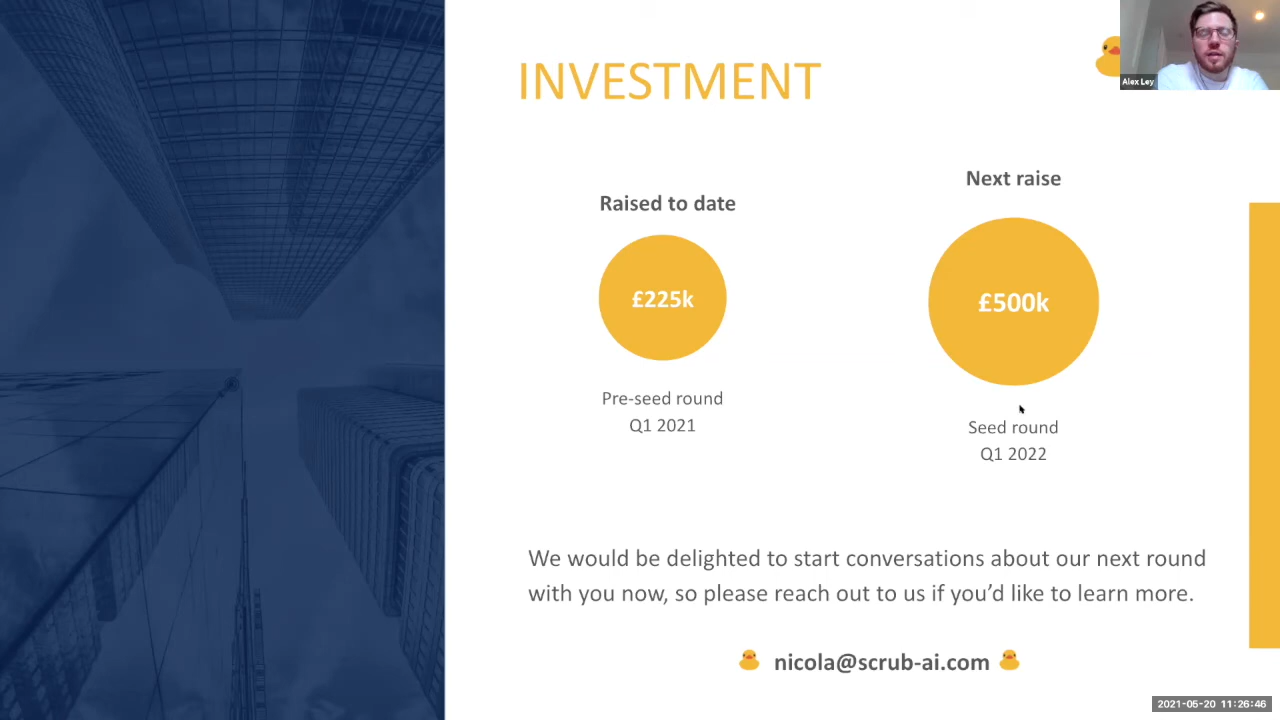 INVESTMENT
Alex Ley
Raised to date
£225k
Pre-seed round
Q1 2021
Next raise
£500k
Seed round
Q1 2022
We would be delighted to start conversations about our next round
with you now, so please reach out to us if you’d like to learn more.
nicola@scrub-ai.com
2021-05-20 11:26:46